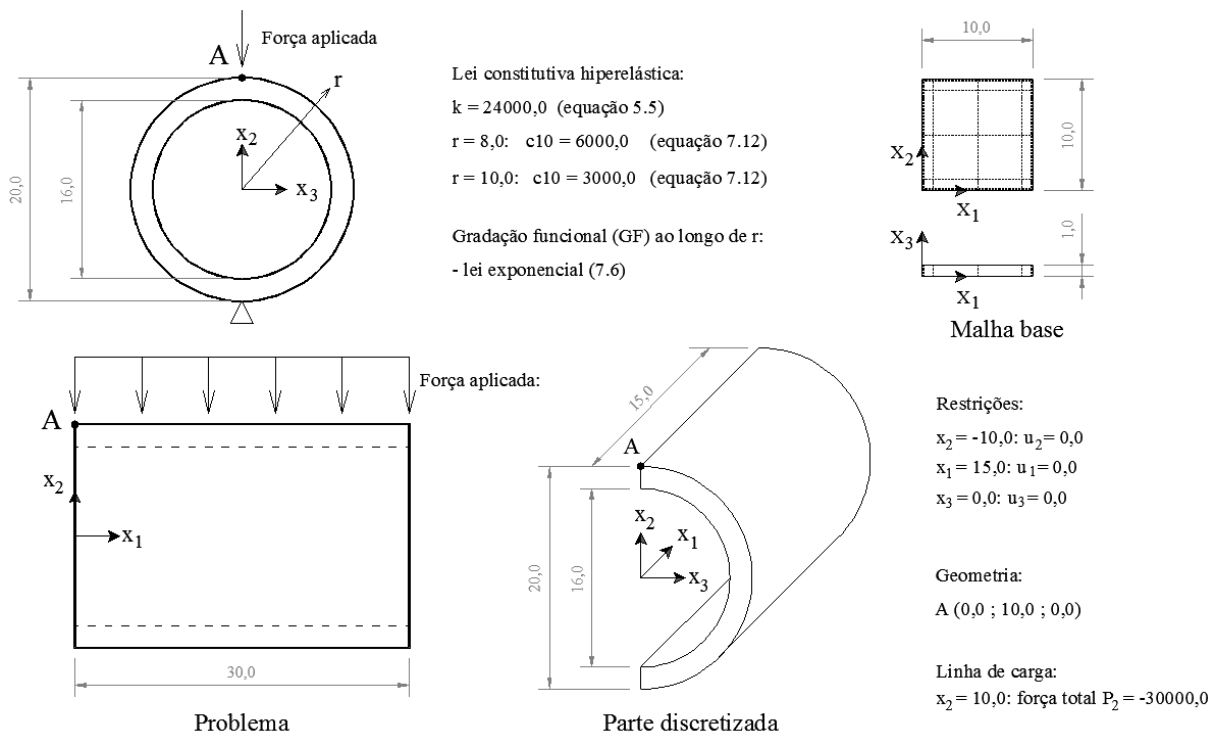 Força aplicada
A
r
x2
x3
20,0
16,0
Lei constitutiva hiperelástica:
k = 24000,0 (equação 5.5)
r = 8,0: c10 = 6000,0 (equação 7.12)
r = 10,0: c10 = 3000,0 (equação 7.12)
Gradação funcional (GF) ao longo de r:
- lei exponencial (7.6)
10,0
10,0
x2
x1
1,0
x3
x1
Malha base
Força aplicada:
A
x2
x1
30,0
Problema
15,0
A
x2
x1
x3
20,0
16,0
Parte discretizada
Restrições:
x2 = -10,0: u2 = 0,0
x1 = 15,0: u1 = 0,0
x3 = 0,0: u3 = 0,0
Geometria:
A (0,0 ; 10,0 ; 0,0)
Linha de carga:
x2 = 10,0: força total P2 = -30000,0